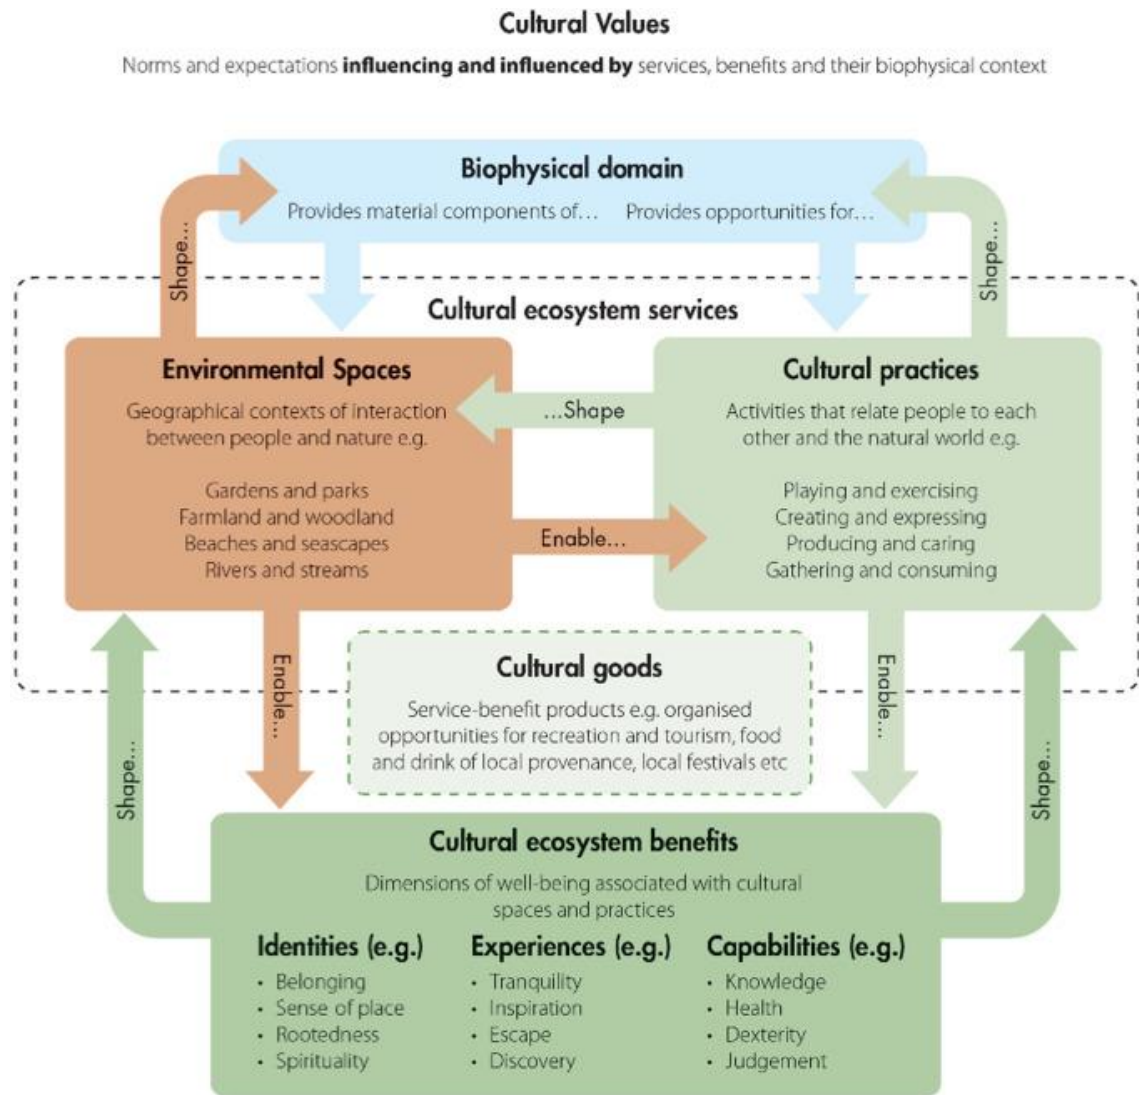 Cultural Values
Norms and expectations influencing and influenced by services, benefits and their biophysical context
Biophysical domain
Provides material components of…
Provides opportunities for…
Shape…
Shape…
Cultural ecosystem services
Environmental Spaces
Geographical contexts of interaction
between people and nature e.g.
Gardens and parks
Farmland and woodland
Beaches and seascapes
Rivers and streams
…Shape
Enable…
Cultural practices
Activities that relate people to each
other and the natural world e.g.
Playing and exercising
Creating and expressing
Producing and caring
Gathering and consuming
Shape…
Enable…
Cultural goods
Service-benefit products e.g. organised
opportunities for recreation and tourism, food
and drink of local provenance, local festivals etc
Enable…
Shape…
Cultural ecosystem benefits
Dimensions of well-being associated with cultural
spaces and practices
Identities (e.g.)
• Belonging
• Sense of place
• Rootedness
• Spirituality
Experiences (e.g.)
• Tranquility
• Inspiration
• Escape
• Discovery
Capabilities (e.g.)
• Knowledge
• Health
• Dexterity
• Judgement